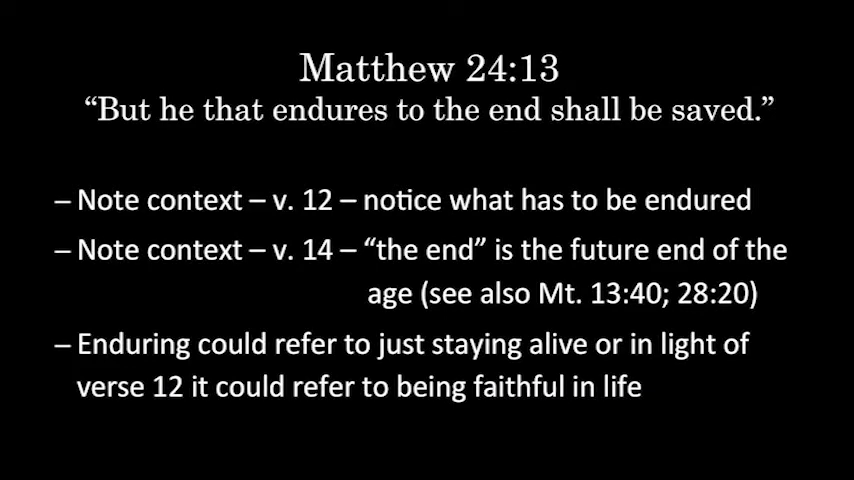 Matthew 24:13
“But he that endures to the end shall be saved.”
– Note context – v. 12 – notice what has to be endured
– Note context – v. 14 – “the end” is the future end of the
age (see also Mt. 13:40; 28:20)
– Enduring could refer to just staying alive or in light of
verse 12 it could refer to being faithful in life